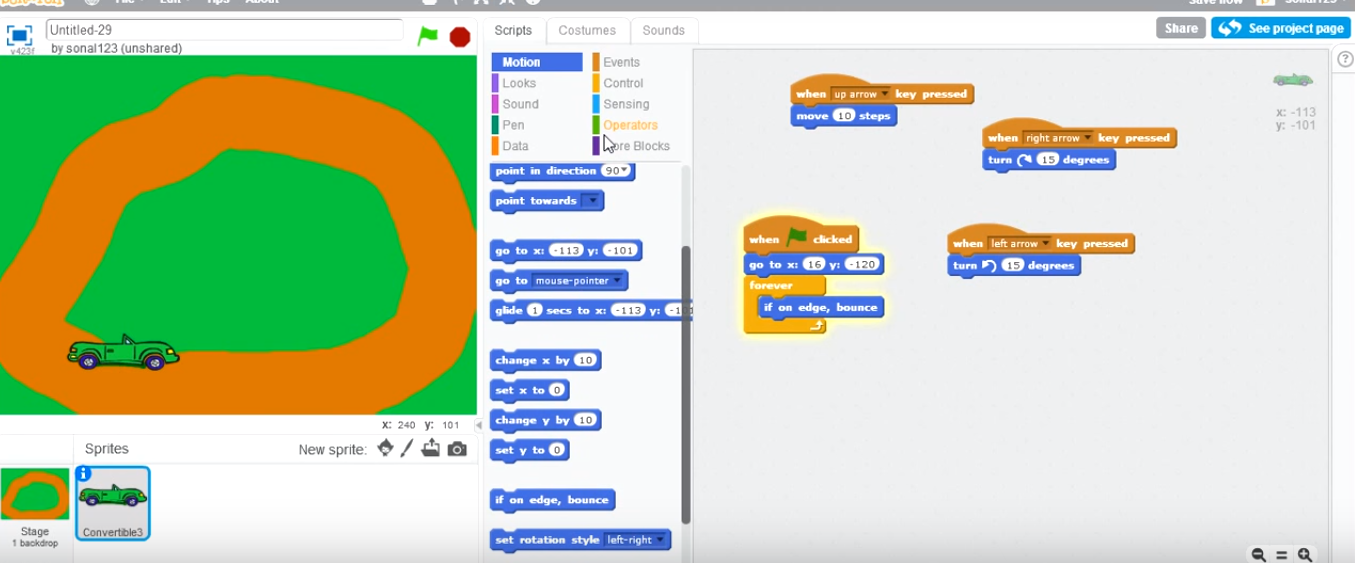 File Edit Tips About
Save now
sonal123
Untitled-29
by sonal123 (unshared)
v423f
Scripts Costumes Sounds
Share
See project page
Motion Events
Looks Control
Sound Sensing
Pen Operators
Data More Blocks
point in direction 90
point towards
go to x: -113 y: -101
go to mouse-pointer
glide 1 secs to x: -113 y:
change x by 10
set x to 0
change y by 10
set y to 0
if on edge, bounce
set rotation style left-right
when up arrow key pressed
move 10 steps
when right arrow key pressed
turn 15 degrees
when clicked
go to x: 16 y: -120
forever
if on edge, bounce
when left arrow key pressed
turn 15 degrees
x: -113
y: -101
x: 240 y: 101
Sprites New sprite:
Stage
1 backdrop
Convertible3